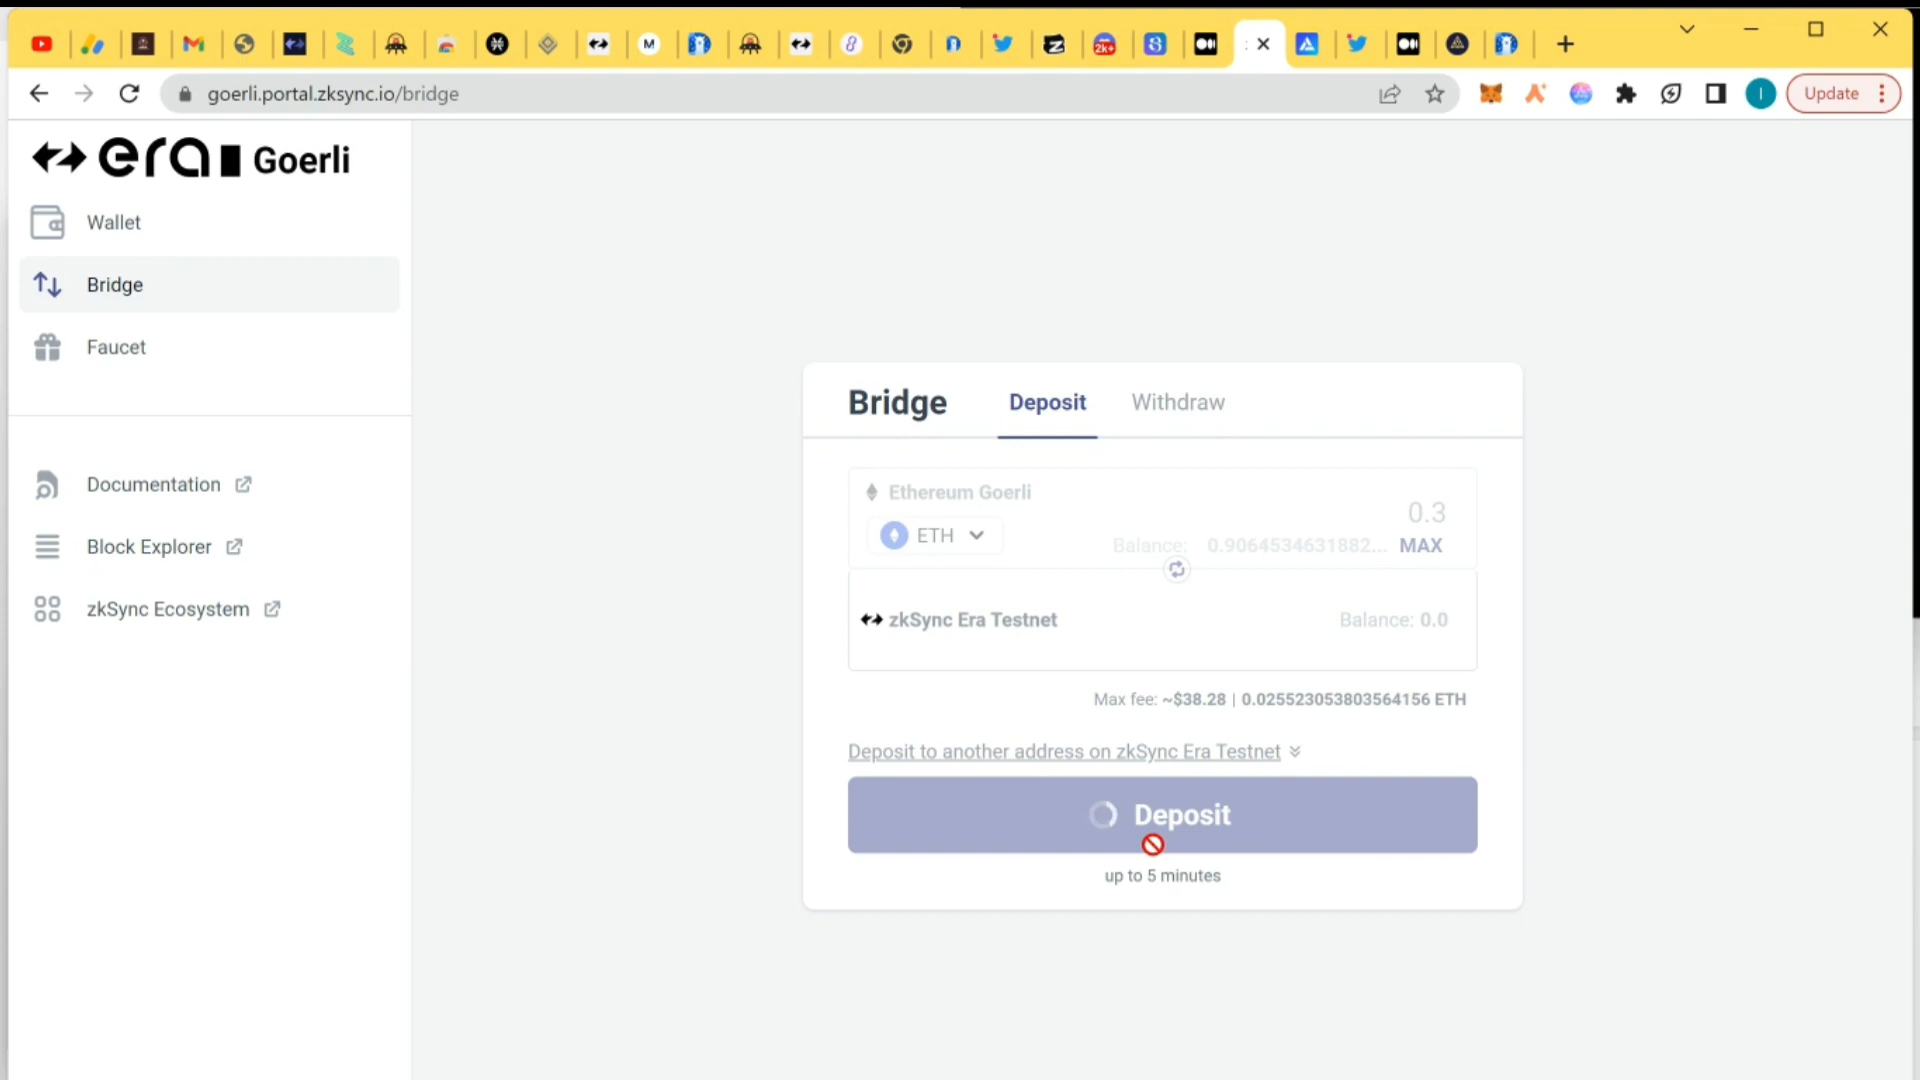 goerli.portal.zksync.io/bridge
Update
era Goerli
Wallet
Bridge
Faucet
Documentation
Block Explorer
zkSync Ecosystem
Bridge Deposit Withdraw
Ethereum Goerli
0.3
ETH
Balance: 0.9064534631882... MAX
zkSync Era Testnet Balance: 0.0
Max fee: ~$38.28 | 0.025523053803564156 ETH
Deposit to another address on zkSync Era Testnet
Deposit
up to 5 minutes